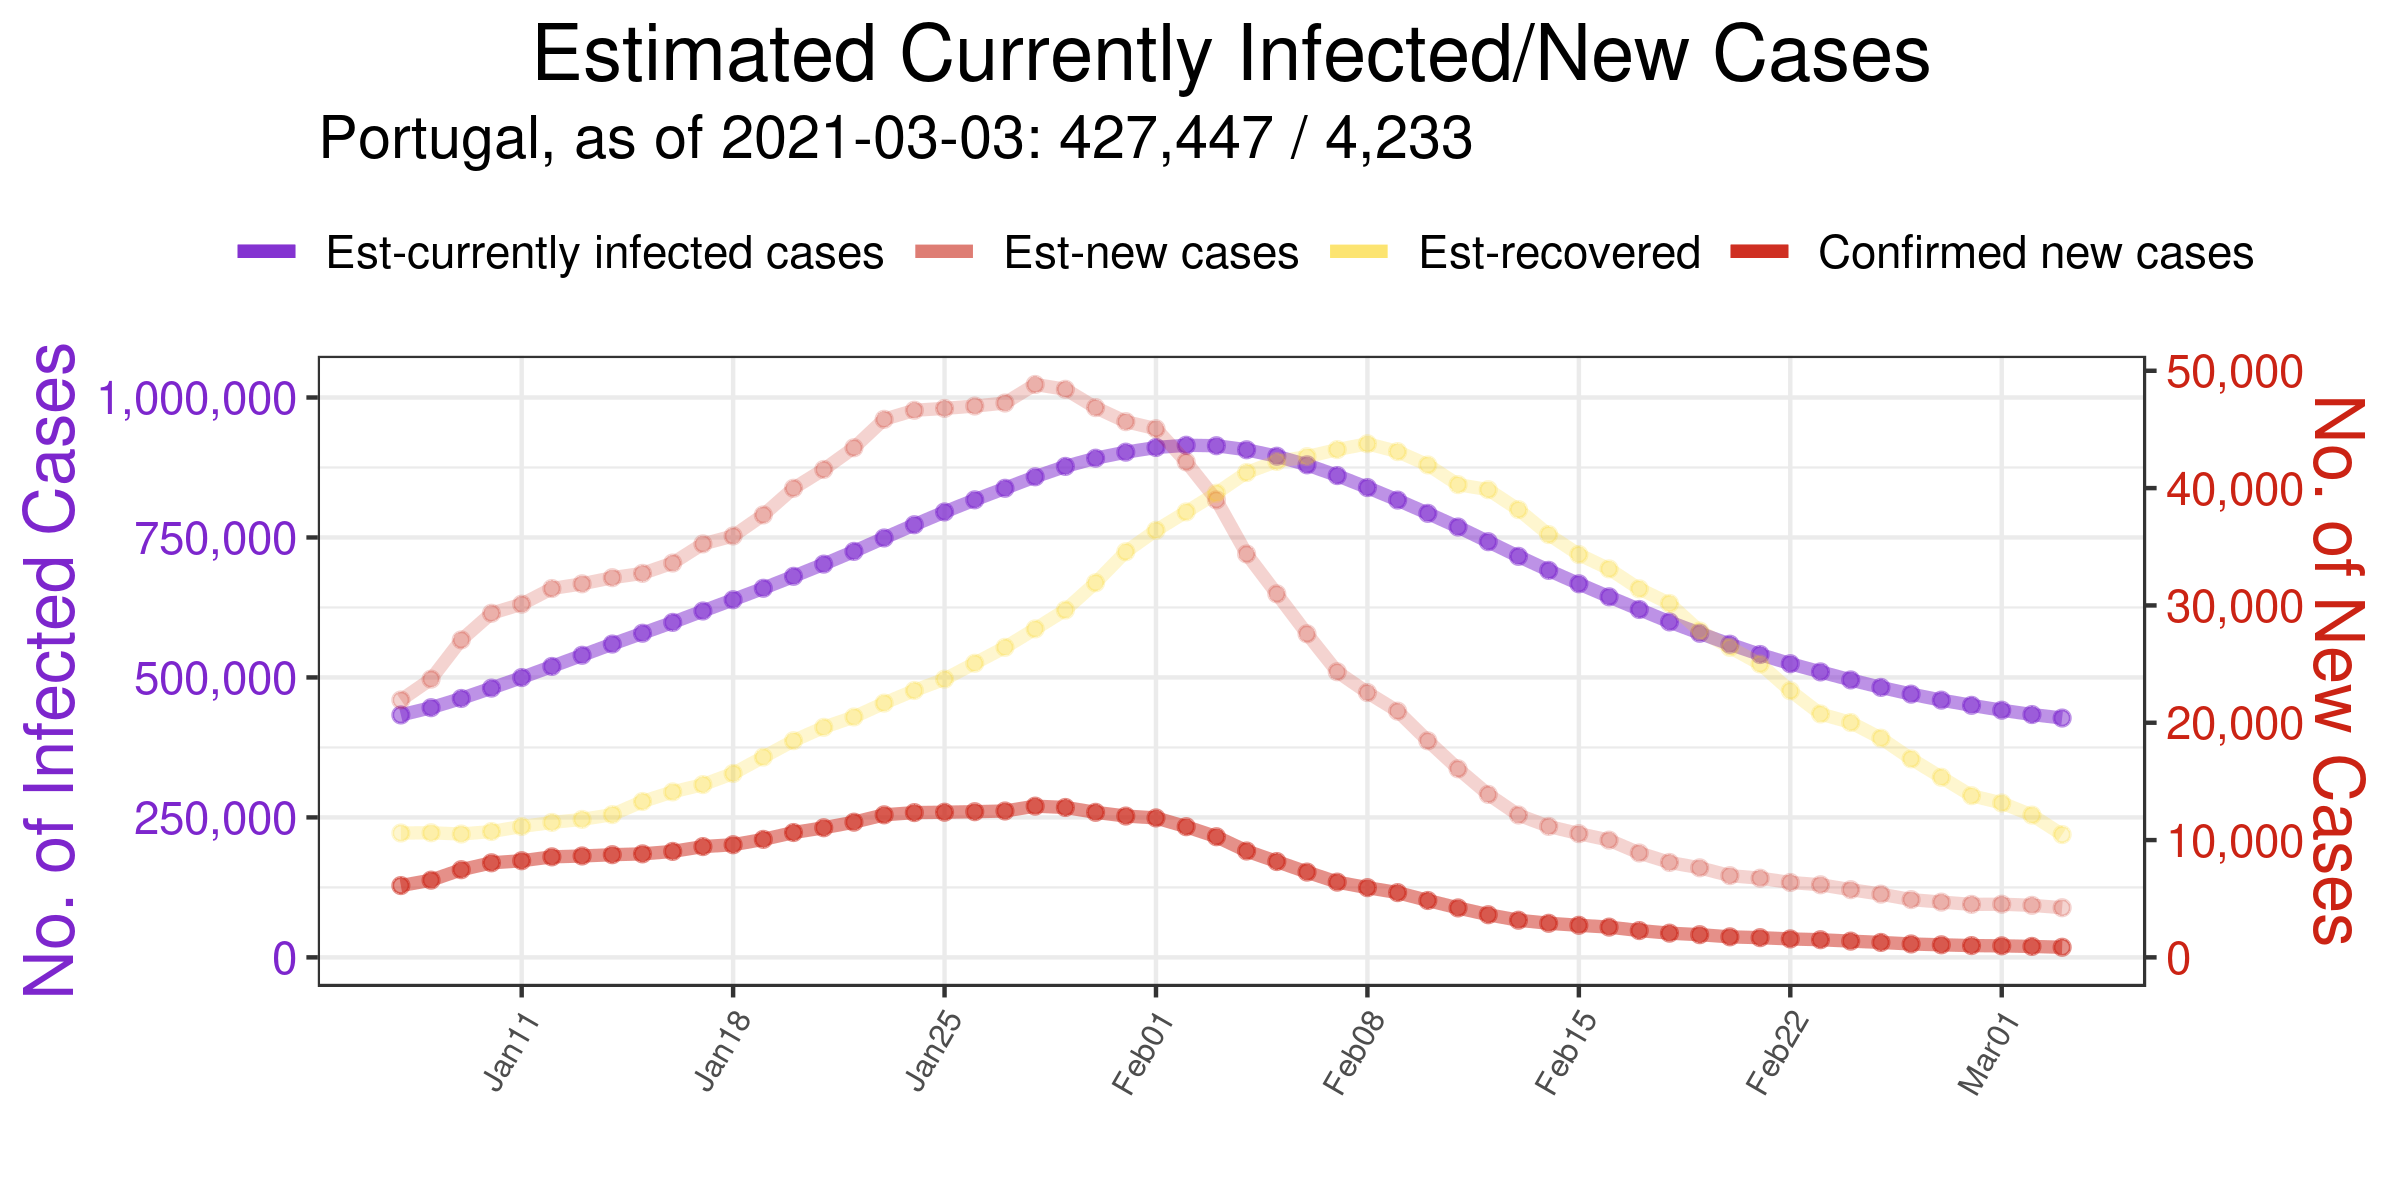 Estimated Currently Infected/New Cases
Portugal, as of 2021-03-03: 427,447 / 4,233
Est-currently infected cases Est-new cases Est-recovered Confirmed new cases
No. of Infected Cases
1,000,000
750,000
500,000
250,000
0
50,000
40,000
30,000
20,000
10,000
0
No. of New Cases
Jan11 Jan18 Jan25 Feb01 Feb08 Feb15 Feb22 Mar01